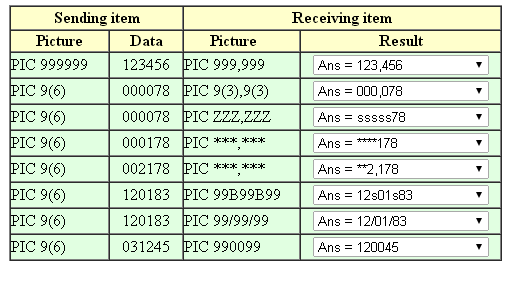 Sending item Receiving item
Picture Data Picture Result
PIC 999999 123456 PIC 999,999 Ans = 123,456
PIC 9(6) 000078 PIC 9(3),9(3) Ans = 000,078
PIC 9(6) 000078 PIC ZZZ,ZZZ Ans = sssss78
PIC 9(6) 000178 PIC ***,*** Ans = ****178
PIC 9(6) 002178 PIC ***,*** Ans = **2,178
PIC 9(6) 120183 PIC 99B99B99 Ans = 12s01s83
PIC 9(6) 120183 PIC 99/99/99 Ans = 12/01/83
PIC 9(6) 031245 PIC 990099 Ans = 120045